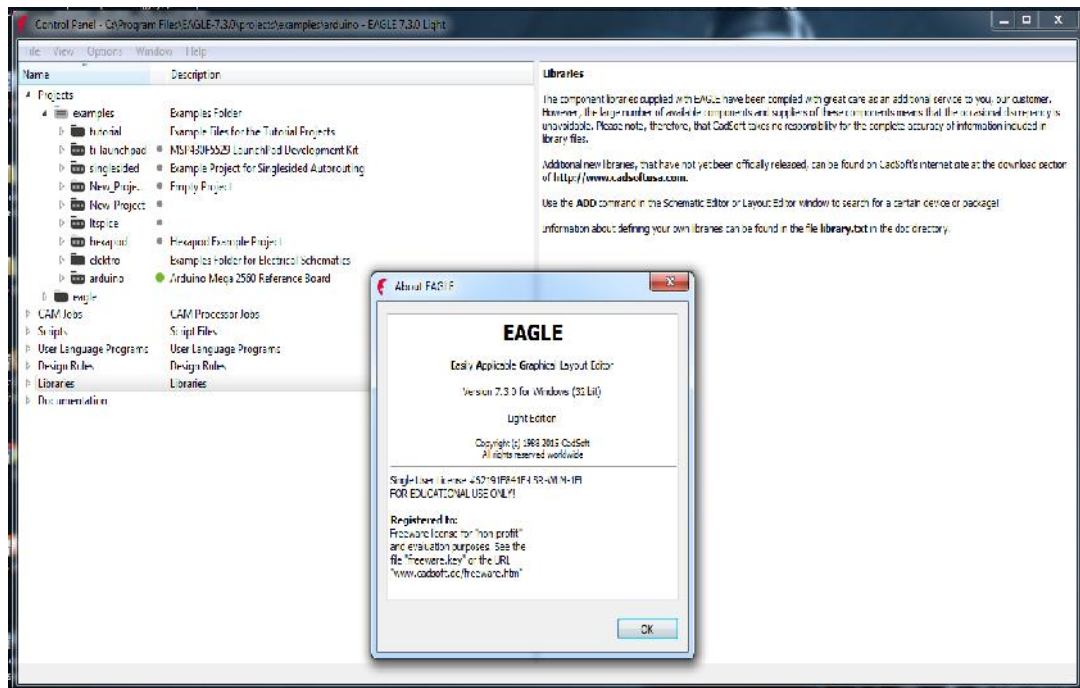 Control Panel - C:\Program Files\EAGLE-7.3.0\projects\examples\arduino - EAGLE 7.3.0 Light
File View Options Window Help
Name Description
Projects
examples Examples Folder
tutorial Example Files for the Tutorial Projects
ti-launchpad MSP430F5529 LaunchPad Development Kit
singlesided Example Project for Singlesided Autorouting
New_Proje... Empty Project
New_Project
ltspice
hexapod Hexapod Example Project
elektro Examples Folder for Electrical Schematics
arduino Arduino Mega 2560 Reference Board
eagle
CAM Jobs CAM Processor Jobs
Scripts Script Files
User Language Programs User Language Programs
Design Rules Design Rules
Libraries Libraries
Documentation
Libraries
The component libraries supplied with EAGLE have been compiled with great care as an additional service to you, our customer.
However, the large number of available components and suppliers of these components means that the occasional discrepancy is
unavoidable. Please note, therefore, that CadSoft takes no responsibility for the complete accuracy of information included in
library files.
Additional new libraries, that have not yet been officially released, can be found on CadSoft's internet site at the download section
of http://www.cadsoftusa.com.
Use the ADD command in the Schematic Editor or Layout Editor window to search for a certain device or package!
Information about defining your own libraries can be found in the file library.txt in the doc directory.
About EAGLE
EAGLE
Easily Applicable Graphical Layout Editor
Version 7.3.0 for Windows (32 bit)
Light Edition
Copyright (c) 1988-2015 CadSoft
All rights reserved worldwide
Single User License
FOR EDUCATIONAL USE ONLY!
Registered to:
Freeware license for "non profit"
and evaluation purposes. See the
file "freeware.key" or the URL
"www.cadsoft.de/freeware.htm"
OK